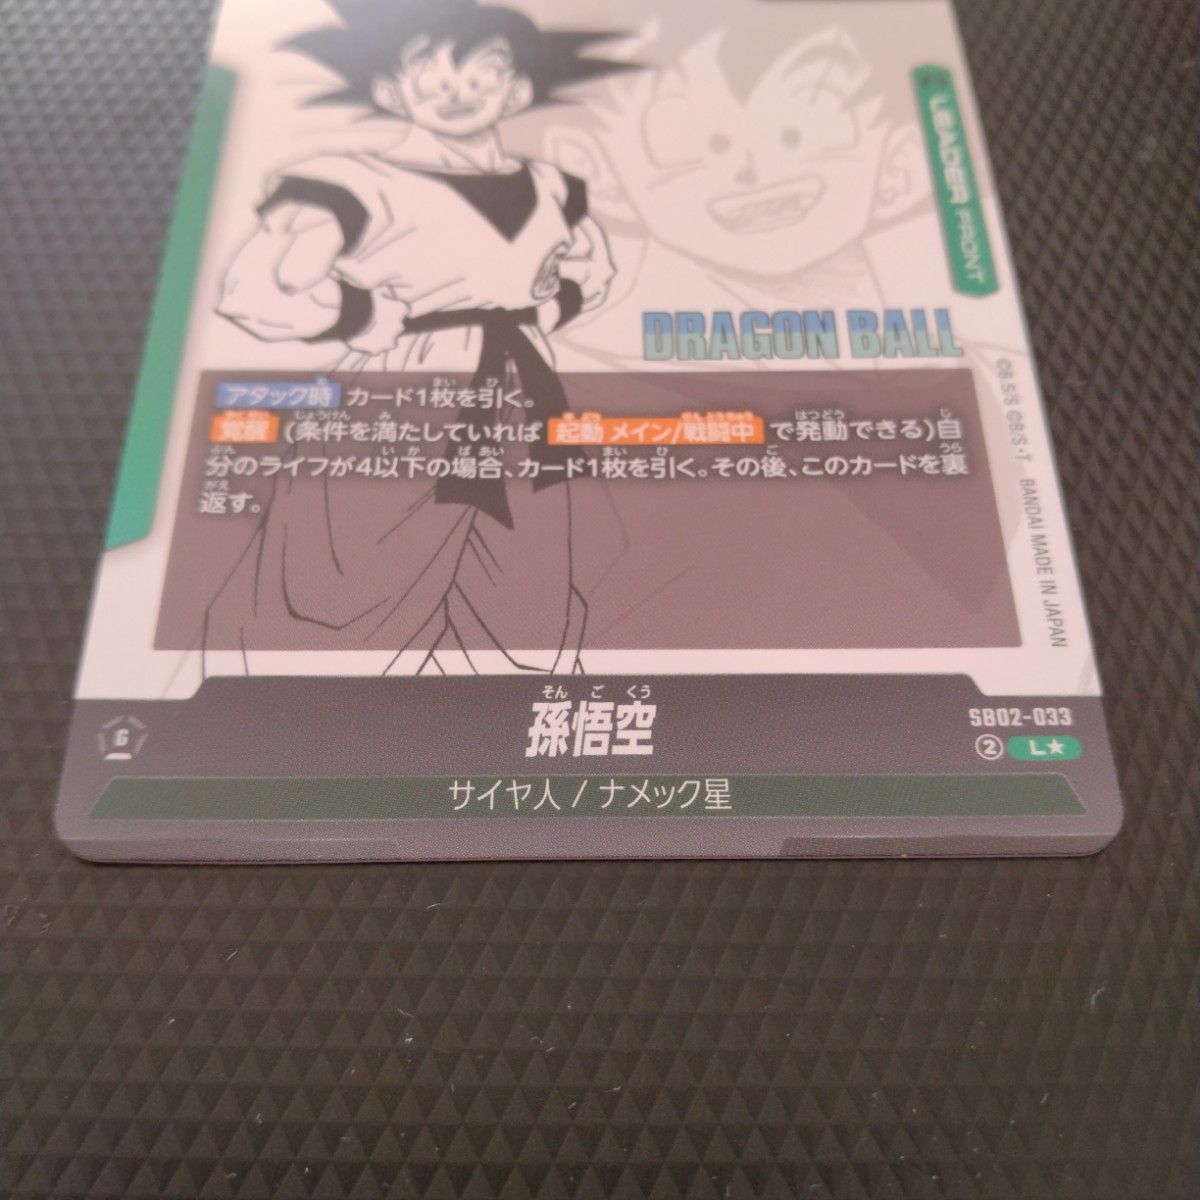 LEADER FRONT
DRAGON BALL
アタック時 カード1枚を引く。
覚醒 (条件を満たしていれば 起動 メイン/戦闘中 で発動できる)自
分のライフが4以下の場合、カード1枚を引く。その後、このカードを裏
返す。
©B S/S ©B/S・T BANDAI MADE IN JAPAN
そん ご くう
孫悟空
SB02-033
G
② L★
サイヤ人 / ナメック星